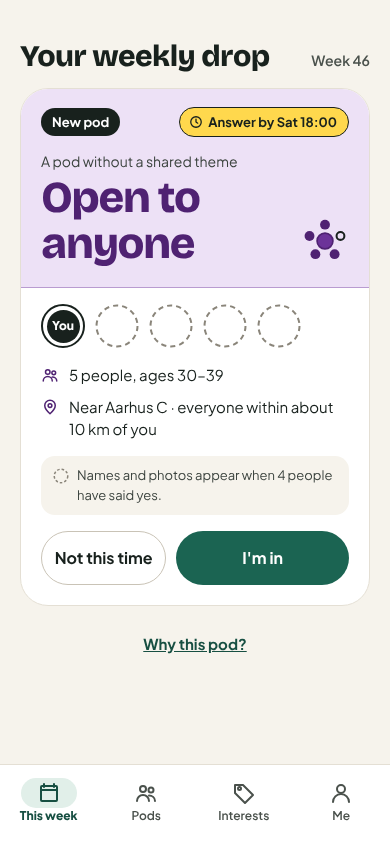 Your weekly drop
Week 46
New pod
Answer by Sat 18:00
A pod without a shared theme
Open to
anyone
You
5 people, ages 30–39
Near Aarhus C · everyone within about
10 km of you
Names and photos appear when 4 people
have said yes.
Not this time
I'm in
Why this pod?
This week
Pods
Interests
Me